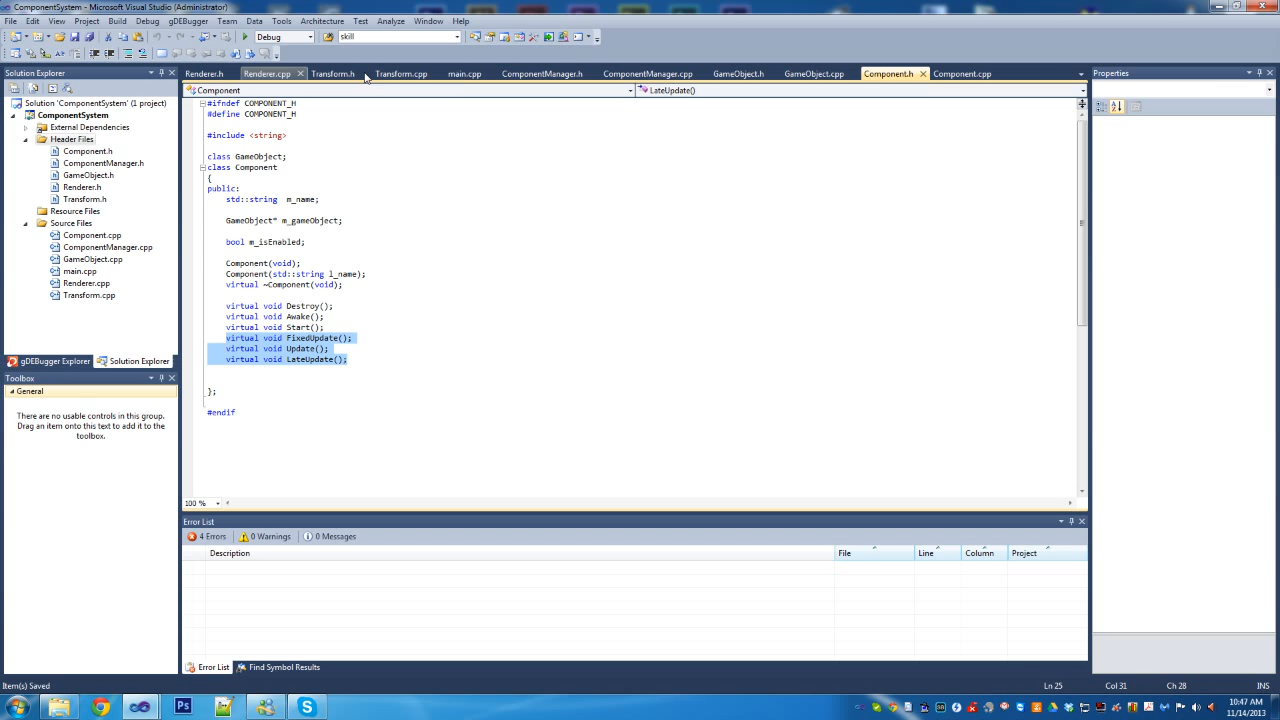 ComponentSystem - Microsoft Visual Studio (Administrator)
File Edit View Project Build Debug gDEBugger Team Data Tools Architecture Test Analyze Window Help
Debug skill
Solution Explorer
Renderer.h Renderer.cpp Transform.h Transform.cpp main.cpp ComponentManager.h ComponentManager.cpp GameObject.h GameObject.cpp Component.h Component.cpp
Properties
Component LateUpdate()
Solution 'ComponentSystem' (1 project)
ComponentSystem
External Dependencies
Header Files
Component.h
ComponentManager.h
GameObject.h
Renderer.h
Transform.h
Resource Files
Source Files
Component.cpp
ComponentManager.cpp
GameObject.cpp
main.cpp
Renderer.cpp
Transform.cpp
gDEBugger Explorer Solution Explorer
Toolbox
General
There are no usable controls in this group.
Drag an item onto this text to add it to the
toolbox.
#ifndef COMPONENT_H
#define COMPONENT_H
#include <string>
class GameObject;
class Component
{
public:
std::string m_name;
GameObject* m_gameObject;
bool m_isEnabled;
Component(void);
Component(std::string l_name);
virtual ~Component(void);
virtual void Destroy();
virtual void Awake();
virtual void Start();
virtual void FixedUpdate();
virtual void Update();
virtual void LateUpdate();
};
#endif
100 %
Error List
4 Errors 0 Warnings 0 Messages
Description File Line Column Project
Error List Find Symbol Results
Item(s) Saved Ln 25 Col 31 Ch 28 INS
10:47 AM
11/14/2013